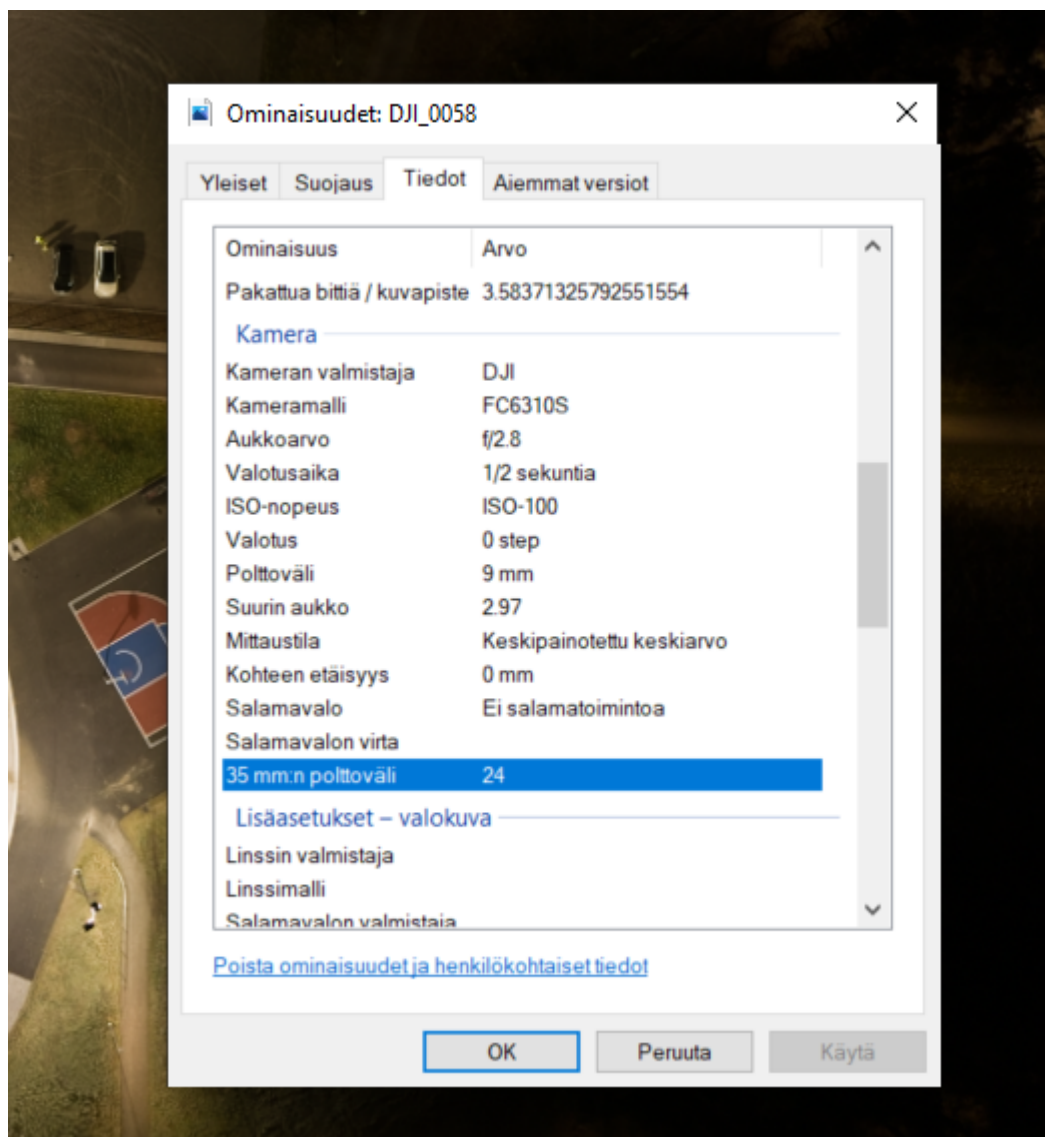 Ominaisuudet: DJI_0058
Yleiset Suojaus Tiedot Aiemmat versiot
Ominaisuus Arvo
Pakattua bittiä / kuvapiste 3.58371325792551554
Kamera
Kameran valmistaja DJI
Kameramalli FC6310S
Aukkoarvo f/2.8
Valotusaika 1/2 sekuntia
ISO-nopeus ISO-100
Valotus 0 step
Polttoväli 9 mm
Suurin aukko 2.97
Mittaustila Keskipainotettu keskiarvo
Kohteen etäisyys 0 mm
Salamavalo Ei salamatoimintoa
Salamavalon virta
35 mm:n polttoväli 24
Lisäasetukset – valokuva
Linssin valmistaja
Linssimalli
Salamavalon valmistaja
Poista ominaisuudet ja henkilökohtaiset tiedot
OK Peruuta Käytä